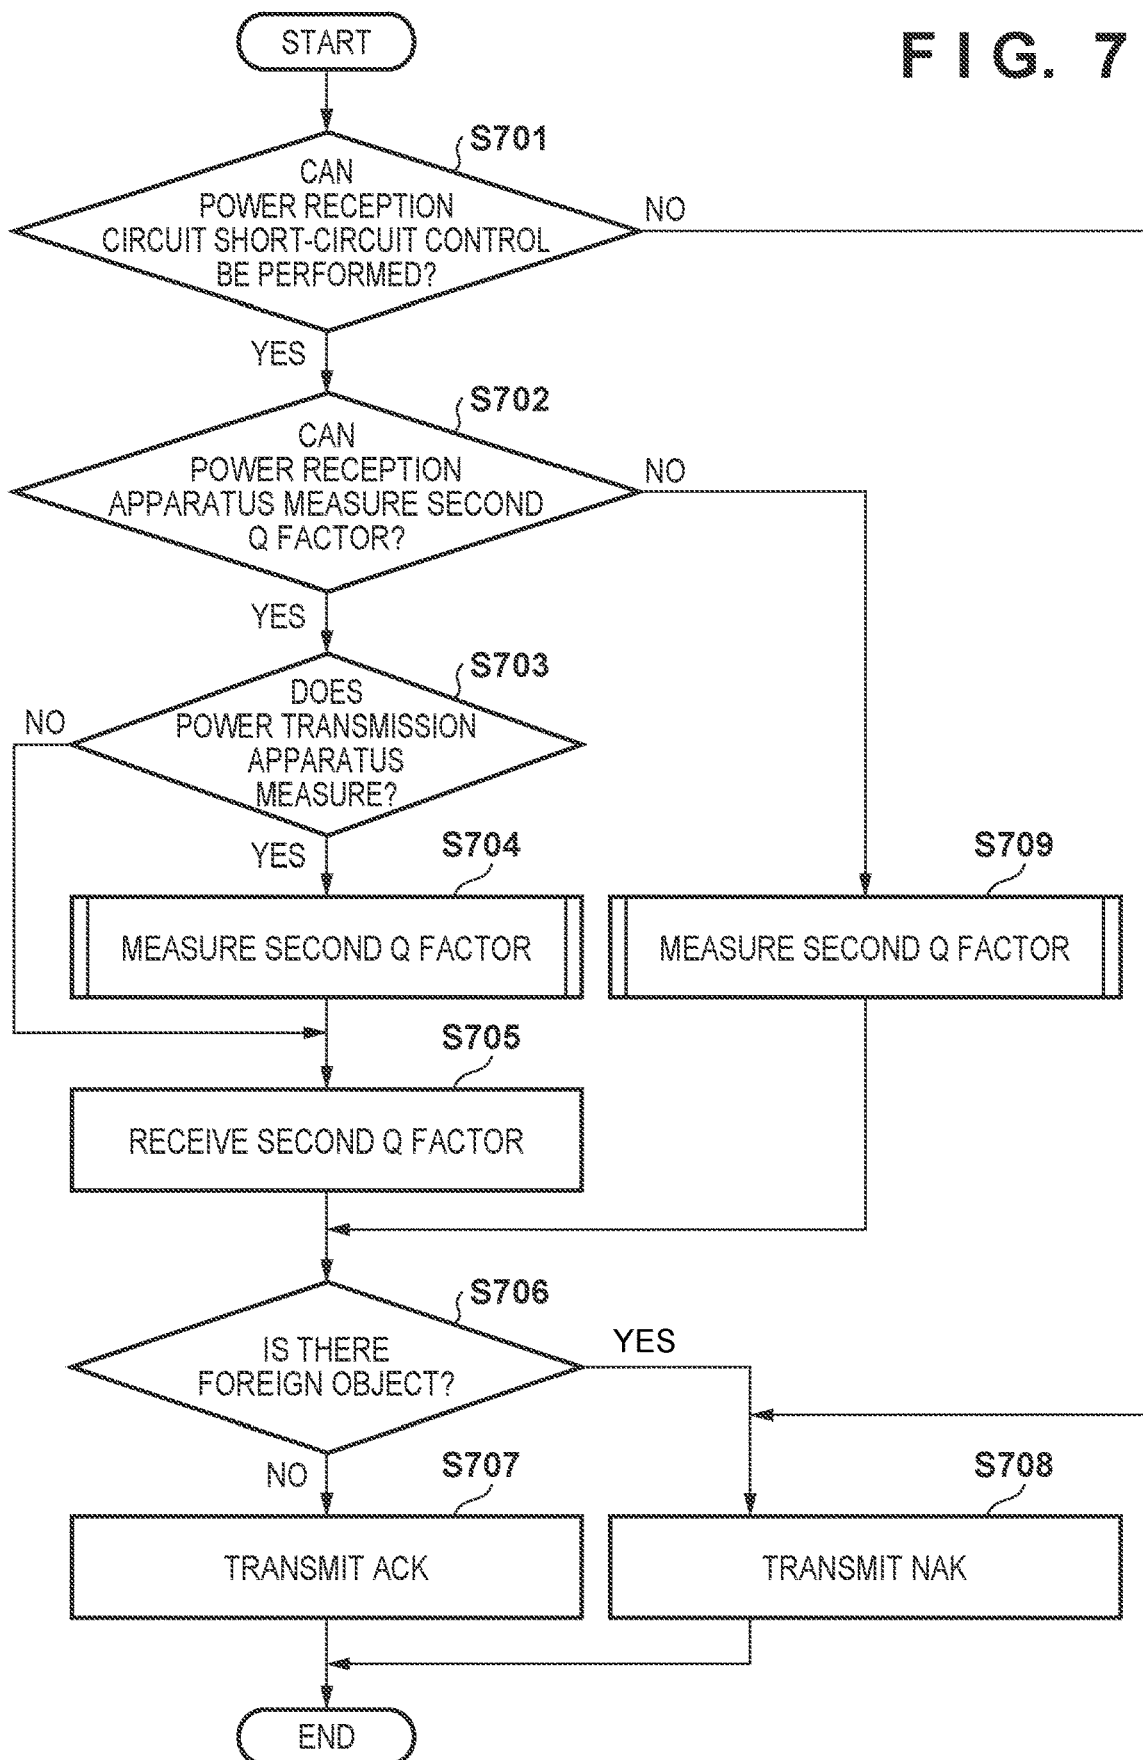 START
FIG. 7
S701
CAN
POWER RECEPTION
CIRCUIT SHORT-CIRCUIT CONTROL
BE PERFORMED?
NO
YES
S702
CAN
POWER RECEPTION
APPARATUS MEASURE SECOND
Q FACTOR?
NO
YES
S703
DOES
POWER TRANSMISSION
APPARATUS
MEASURE?
NO
YES
S704
MEASURE SECOND Q FACTOR
S709
MEASURE SECOND Q FACTOR
S705
RECEIVE SECOND Q FACTOR
S706
IS THERE
FOREIGN OBJECT?
YES
NO
S707
TRANSMIT ACK
S708
TRANSMIT NAK
END